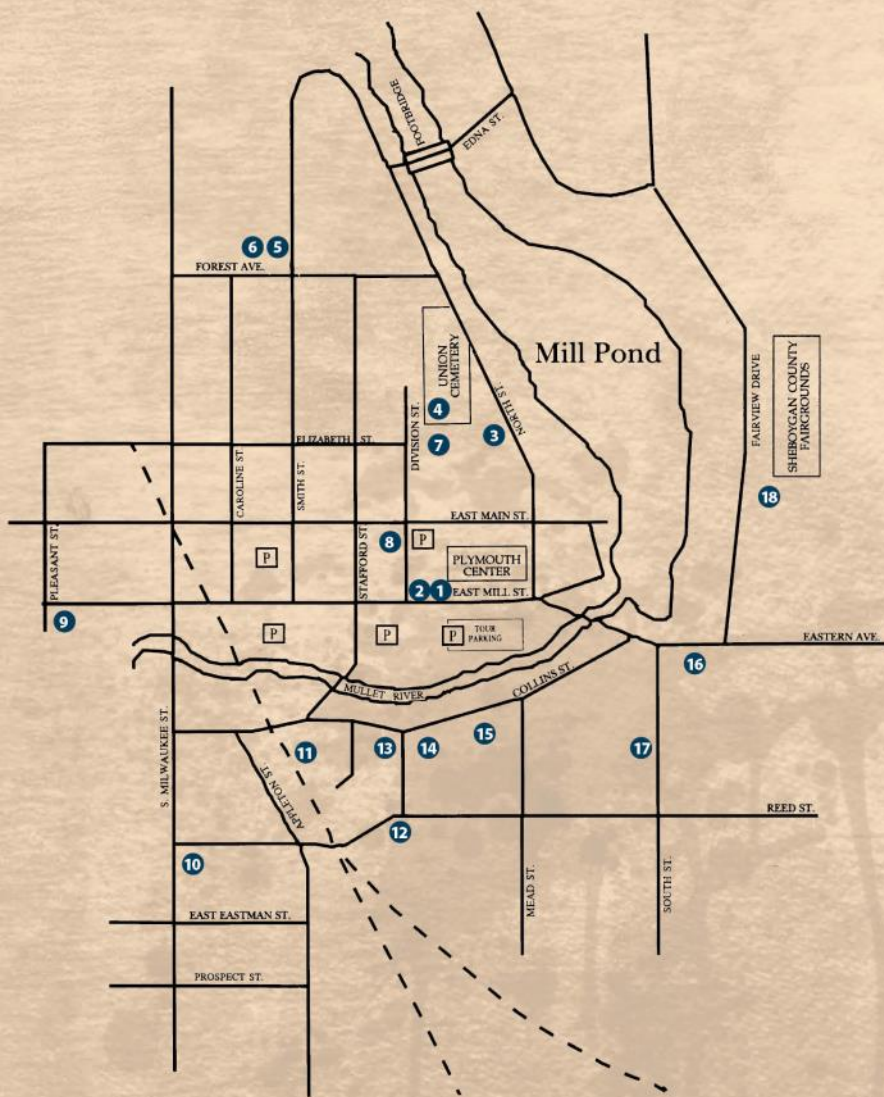 FOOTBRIDGE
EDNA ST.
6
5
FOREST AVE.
Mill Pond
UNION
CEMETERY
4
DIVISION ST.
7
NORTH ST.
3
FAIRVIEW DRIVE
SHEBOYGAN COUNTY
FAIRGROUNDS
18
ELIZABETH ST.
CAROLINE ST.
SMITH ST.
EAST MAIN ST.
PLEASANT ST.
STAFFORD ST.
8
P
P
PLYMOUTH
CENTER
2
1
EAST MILL ST.
9
P
P
P
TOUR
PARKING
EASTERN AVE.
16
MULLET RIVER
COLLINS ST.
S. MILWAUKEE ST.
11
13
14
15
17
APPLETON ST.
REED ST.
12
10
MEAD ST.
SOUTH ST.
EAST EASTMAN ST.
PROSPECT ST.